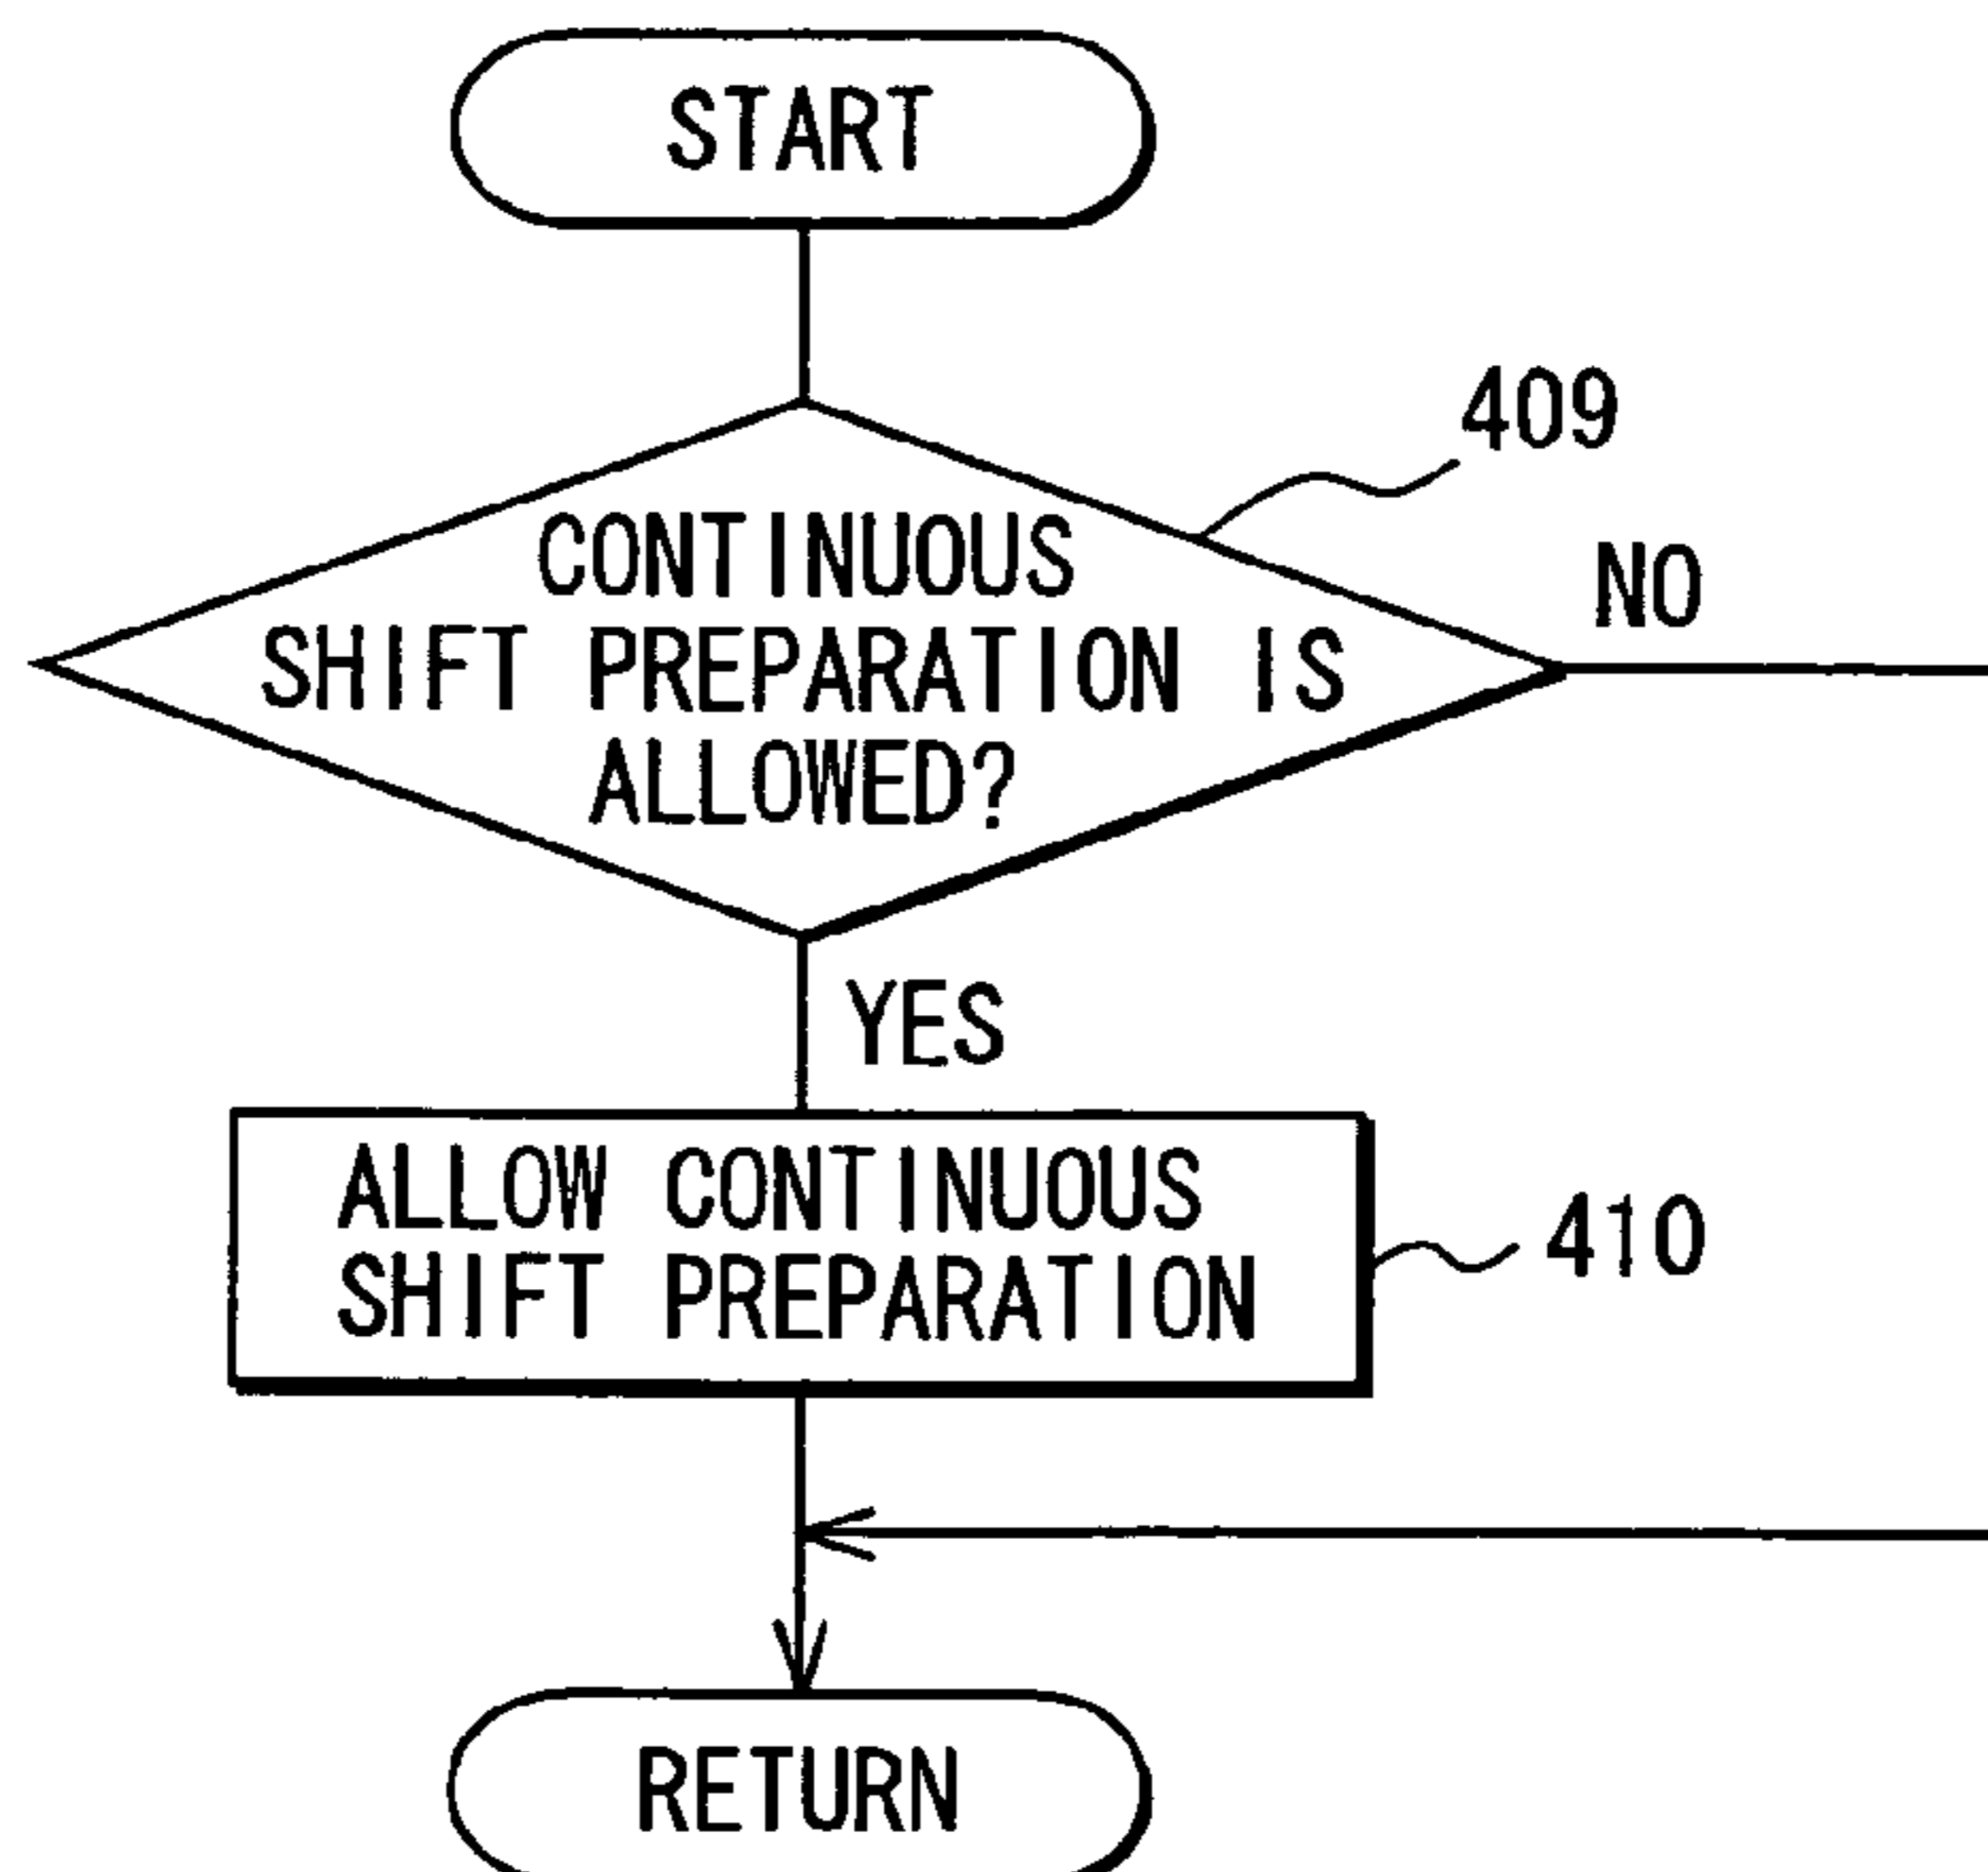 START
409
CONTINUOUS
SHIFT PREPARATION IS
ALLOWED?
NO
YES
ALLOW CONTINUOUS
SHIFT PREPARATION
410
RETURN